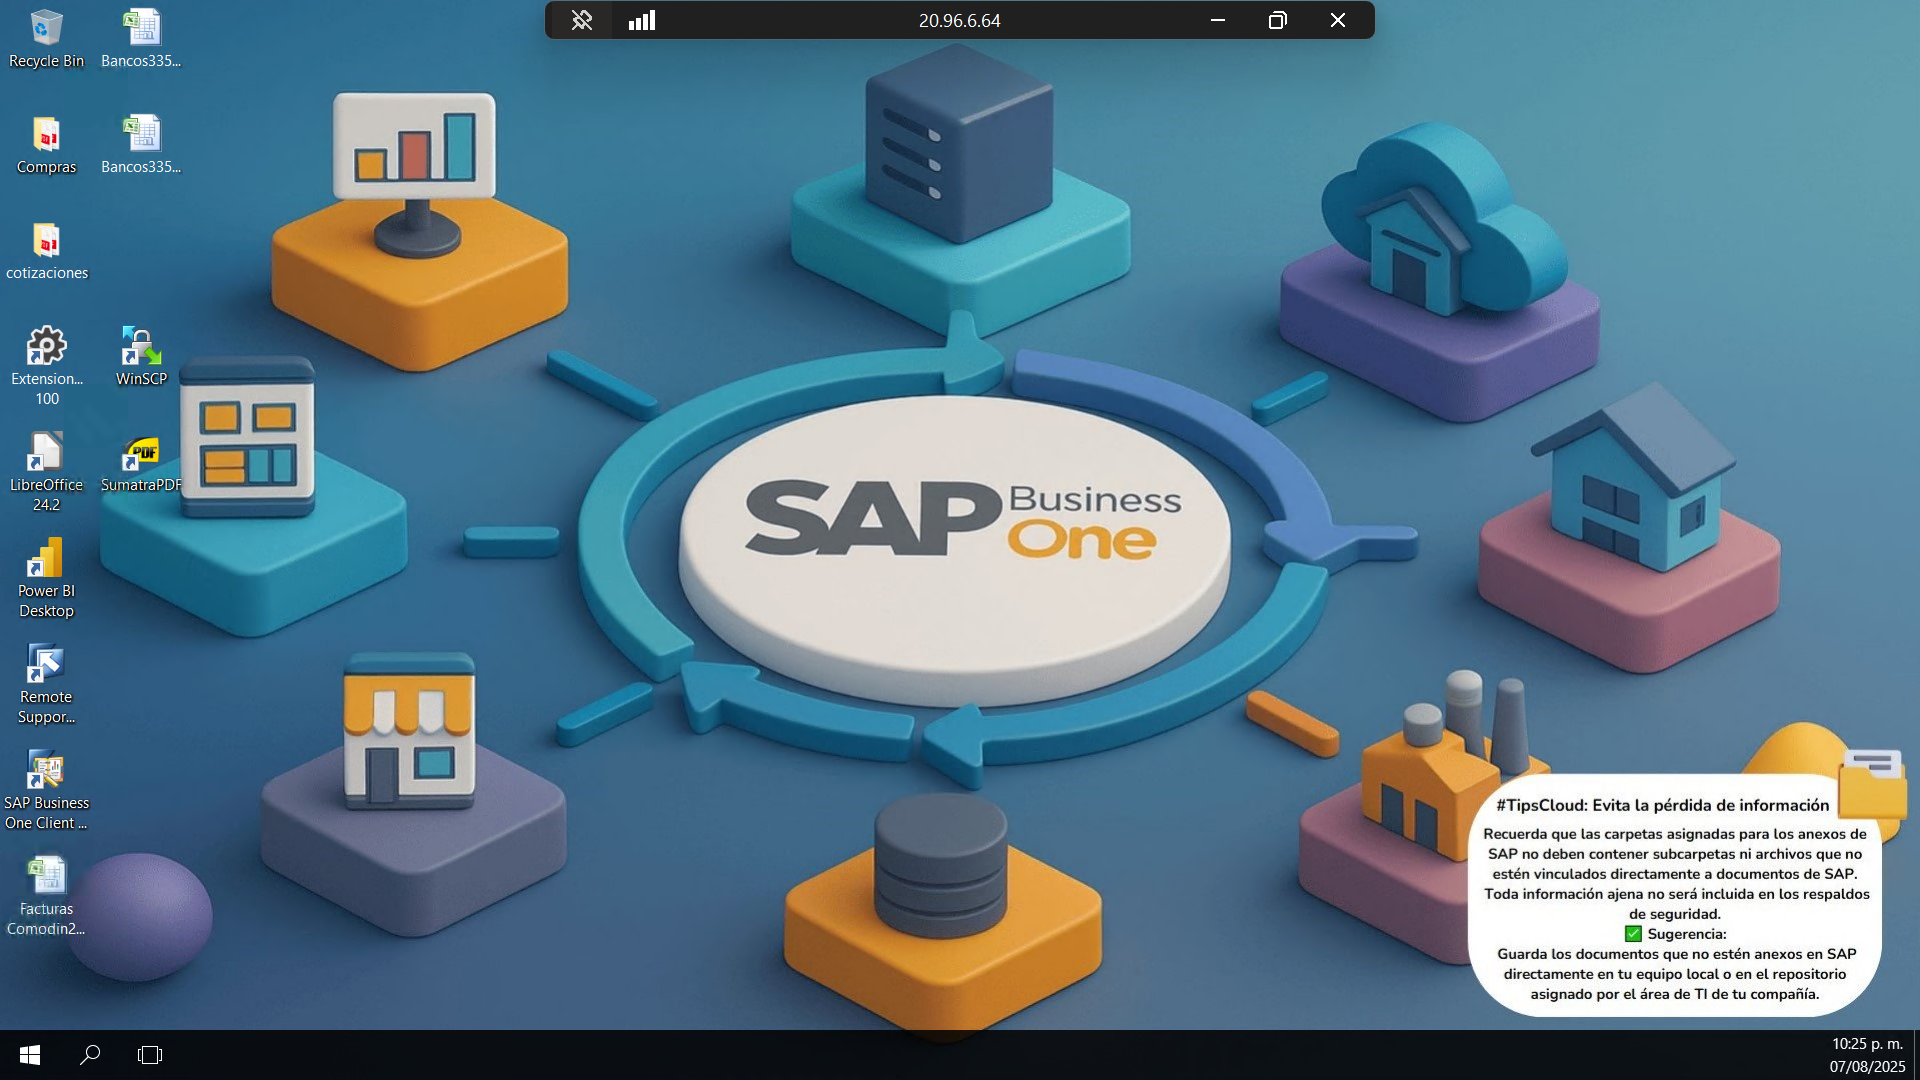 20.96.6.64
Recycle Bin
Bancos335...
Compras
Bancos335...
cotizaciones
Extension...
100
WinSCP
LibreOffice
24.2
PDF
SumatraPDF
Power BI
Desktop
Remote
Suppor...
SAP Business
One Client ...
Facturas
Comodin2...
SAP Business
One
#TipsCloud: Evita la pérdida de información
Recuerda que las carpetas asignadas para los anexos de
SAP no deben contener subcarpetas ni archivos que no
estén vinculados directamente a documentos de SAP.
Toda información ajena no será incluida en los respaldos
de seguridad.
✅ Sugerencia:
Guarda los documentos que no estén anexos en SAP
directamente en tu equipo local o en el repositorio
asignado por el área de TI de tu compañía.
10:25 p. m.
07/08/2025